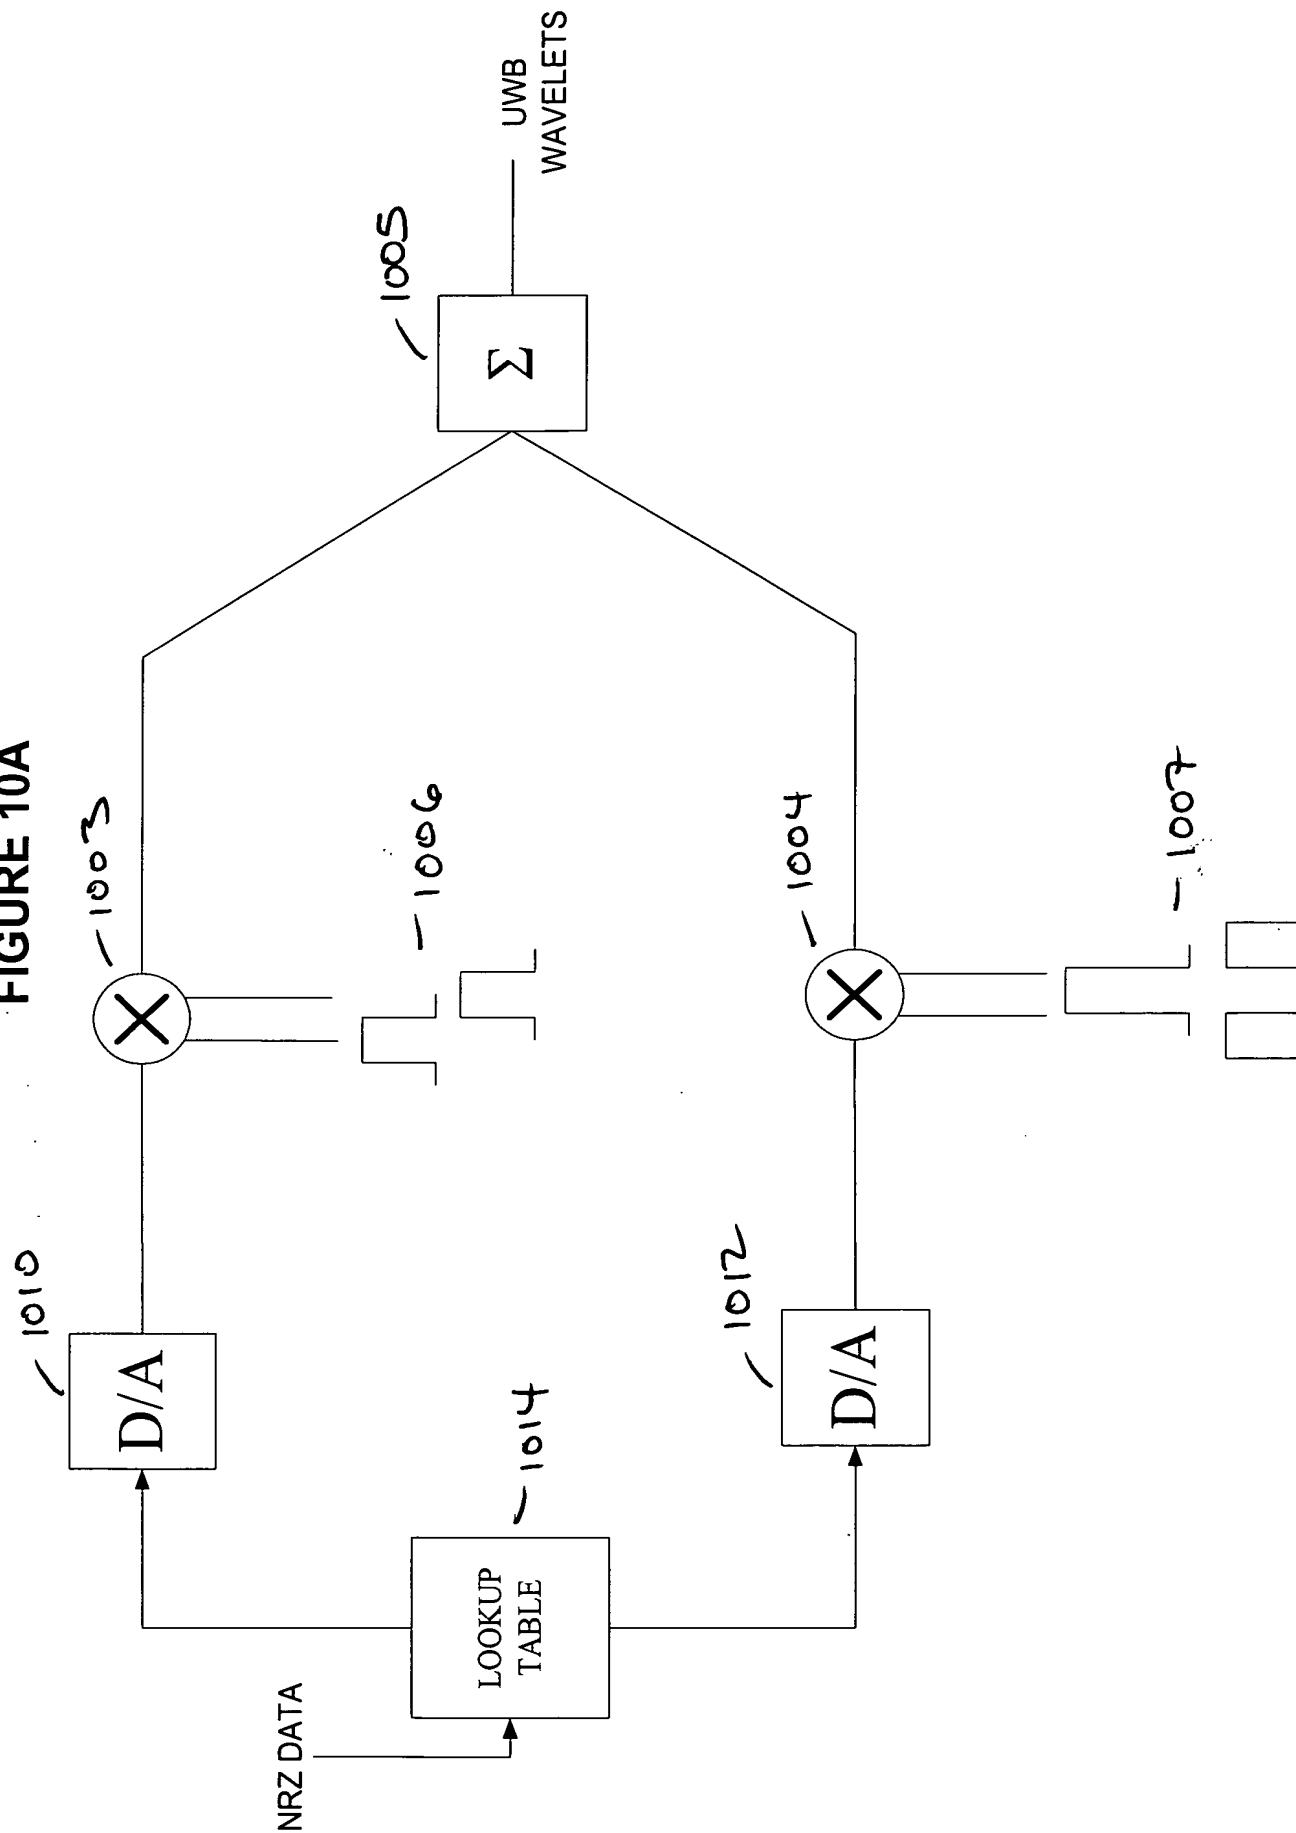 FIGURE 10A
1010
D/A
1003
1006
1005
Σ
UWB
WAVELETS
NRZ DATA
LOOKUP
TABLE
1014
1012
D/A
1004
1007